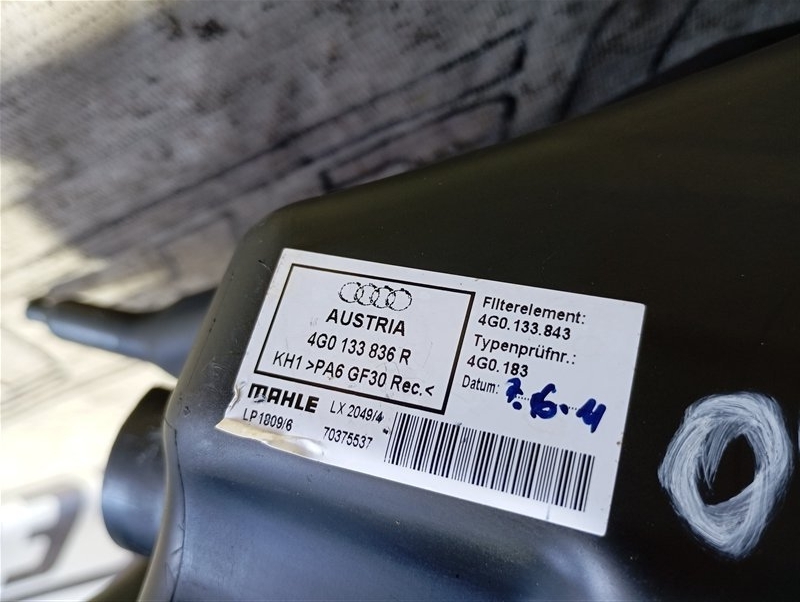 AUSTRIA
4G0 133 836 R
KH1 >PA6 GF30 Rec.<
Filterelement:
4G0.133.843
Typenprüfnr.:
4G0.183
Datum: 7.6.11
MAHLE LX 2049/4
LP1809/6 70375537
O